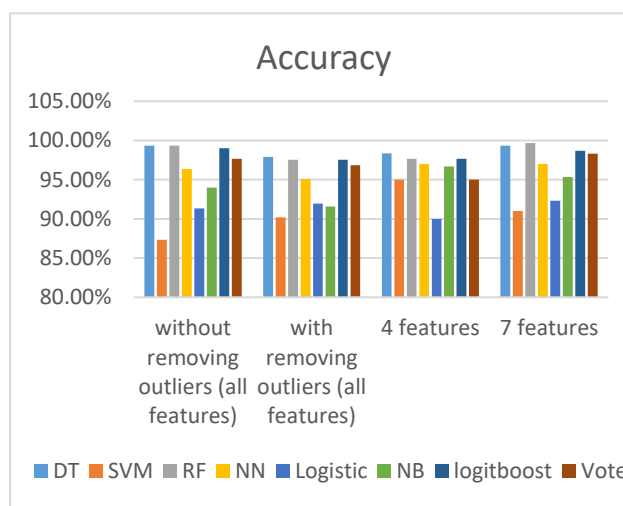 Accuracy
105.00%
100.00%
95.00%
90.00%
85.00%
80.00%
without
removing
outliers (all
features)
with
removing
outliers (all
features)
4 features
7 features
DT SVM RF NN Logistic NB logitboost Vote